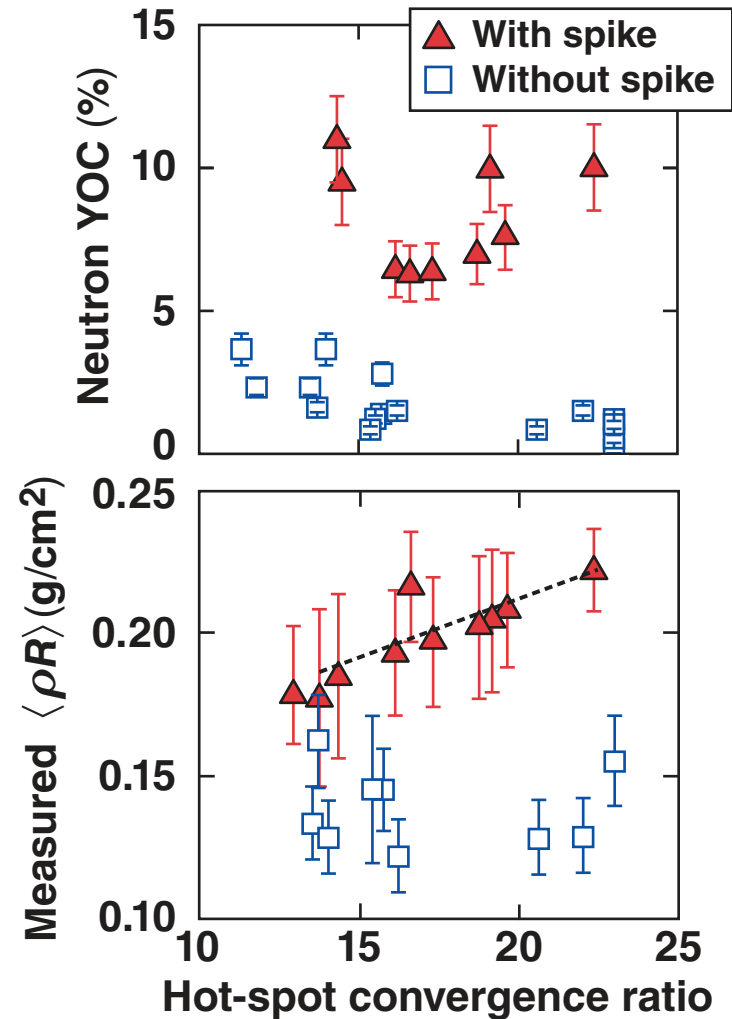 With spike
Without spike
Neutron YOC (%)
15
10
5
0
Measured ⟨ρR⟩ (g/cm²)
0.25
0.20
0.15
0.10
10 15 20 25
Hot-spot convergence ratio